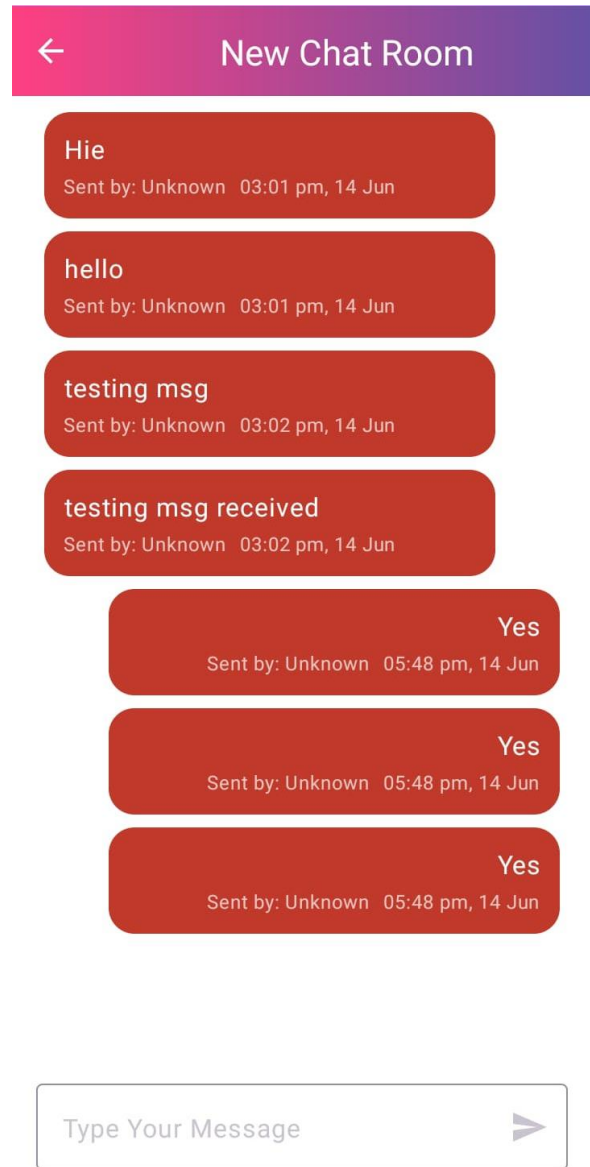 New Chat Room
Hie
Sent by: Unknown 03:01 pm, 14 Jun
hello
Sent by: Unknown 03:01 pm, 14 Jun
testing msg
Sent by: Unknown 03:02 pm, 14 Jun
testing msg received
Sent by: Unknown 03:02 pm, 14 Jun
Yes
Sent by: Unknown 05:48 pm, 14 Jun
Yes
Sent by: Unknown 05:48 pm, 14 Jun
Yes
Sent by: Unknown 05:48 pm, 14 Jun
Type Your Message